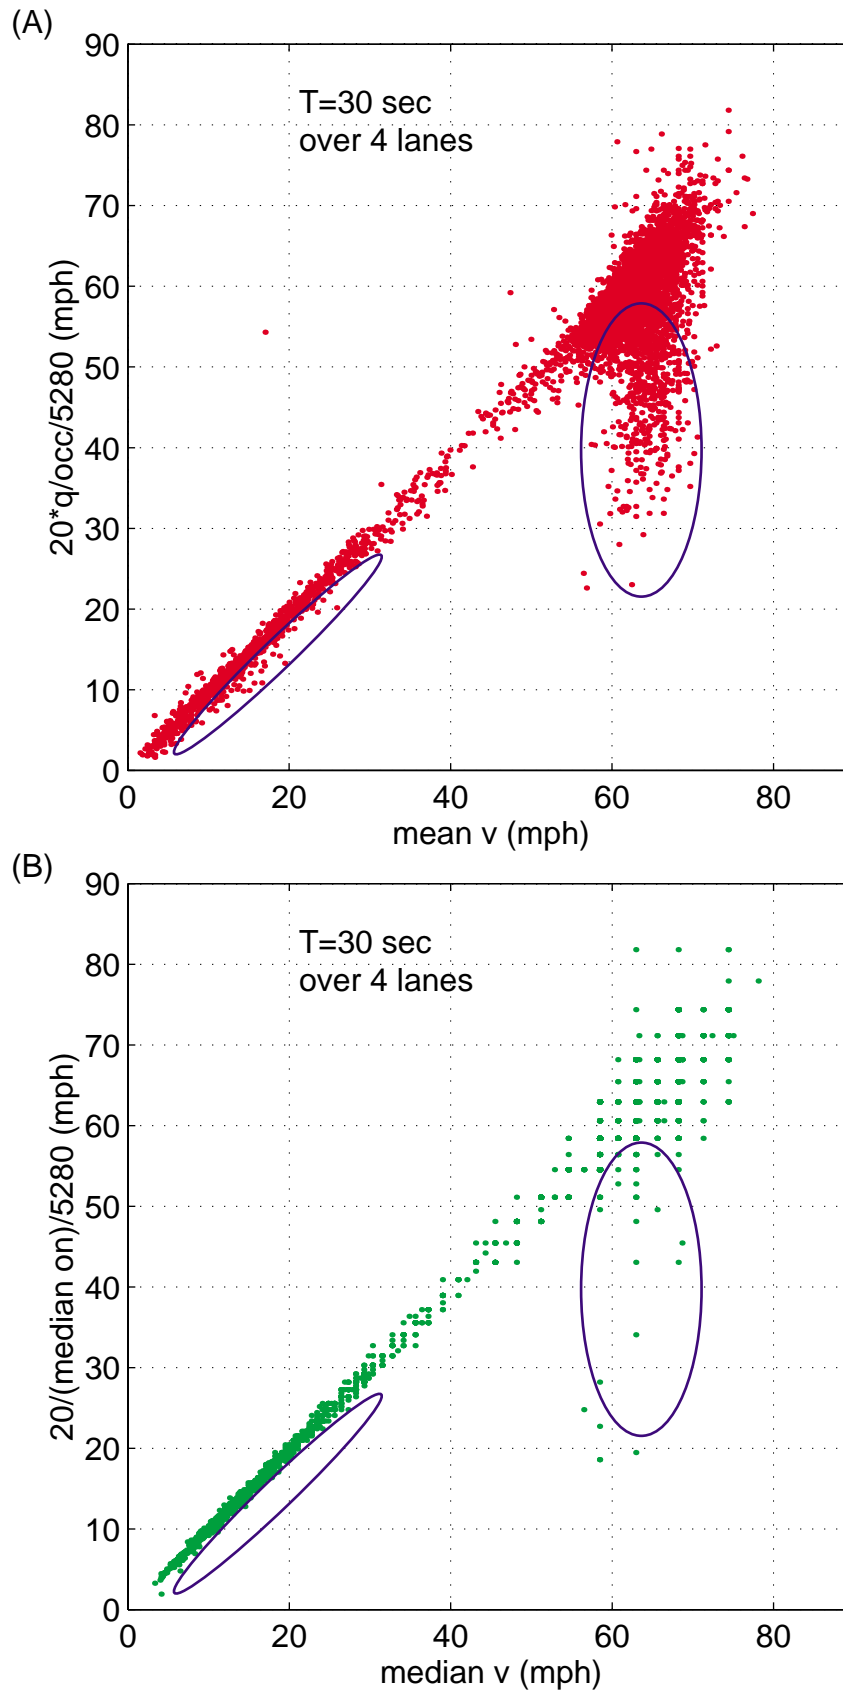 (A)
90
80
70
60
50
40
30
20
10
0
20*q/occ/5280 (mph)
T=30 sec
over 4 lanes
0 20 40 60 80
mean v (mph)
(B)
90
80
70
60
50
40
30
20
10
0
20/(median on)/5280 (mph)
T=30 sec
over 4 lanes
0 20 40 60 80
median v (mph)